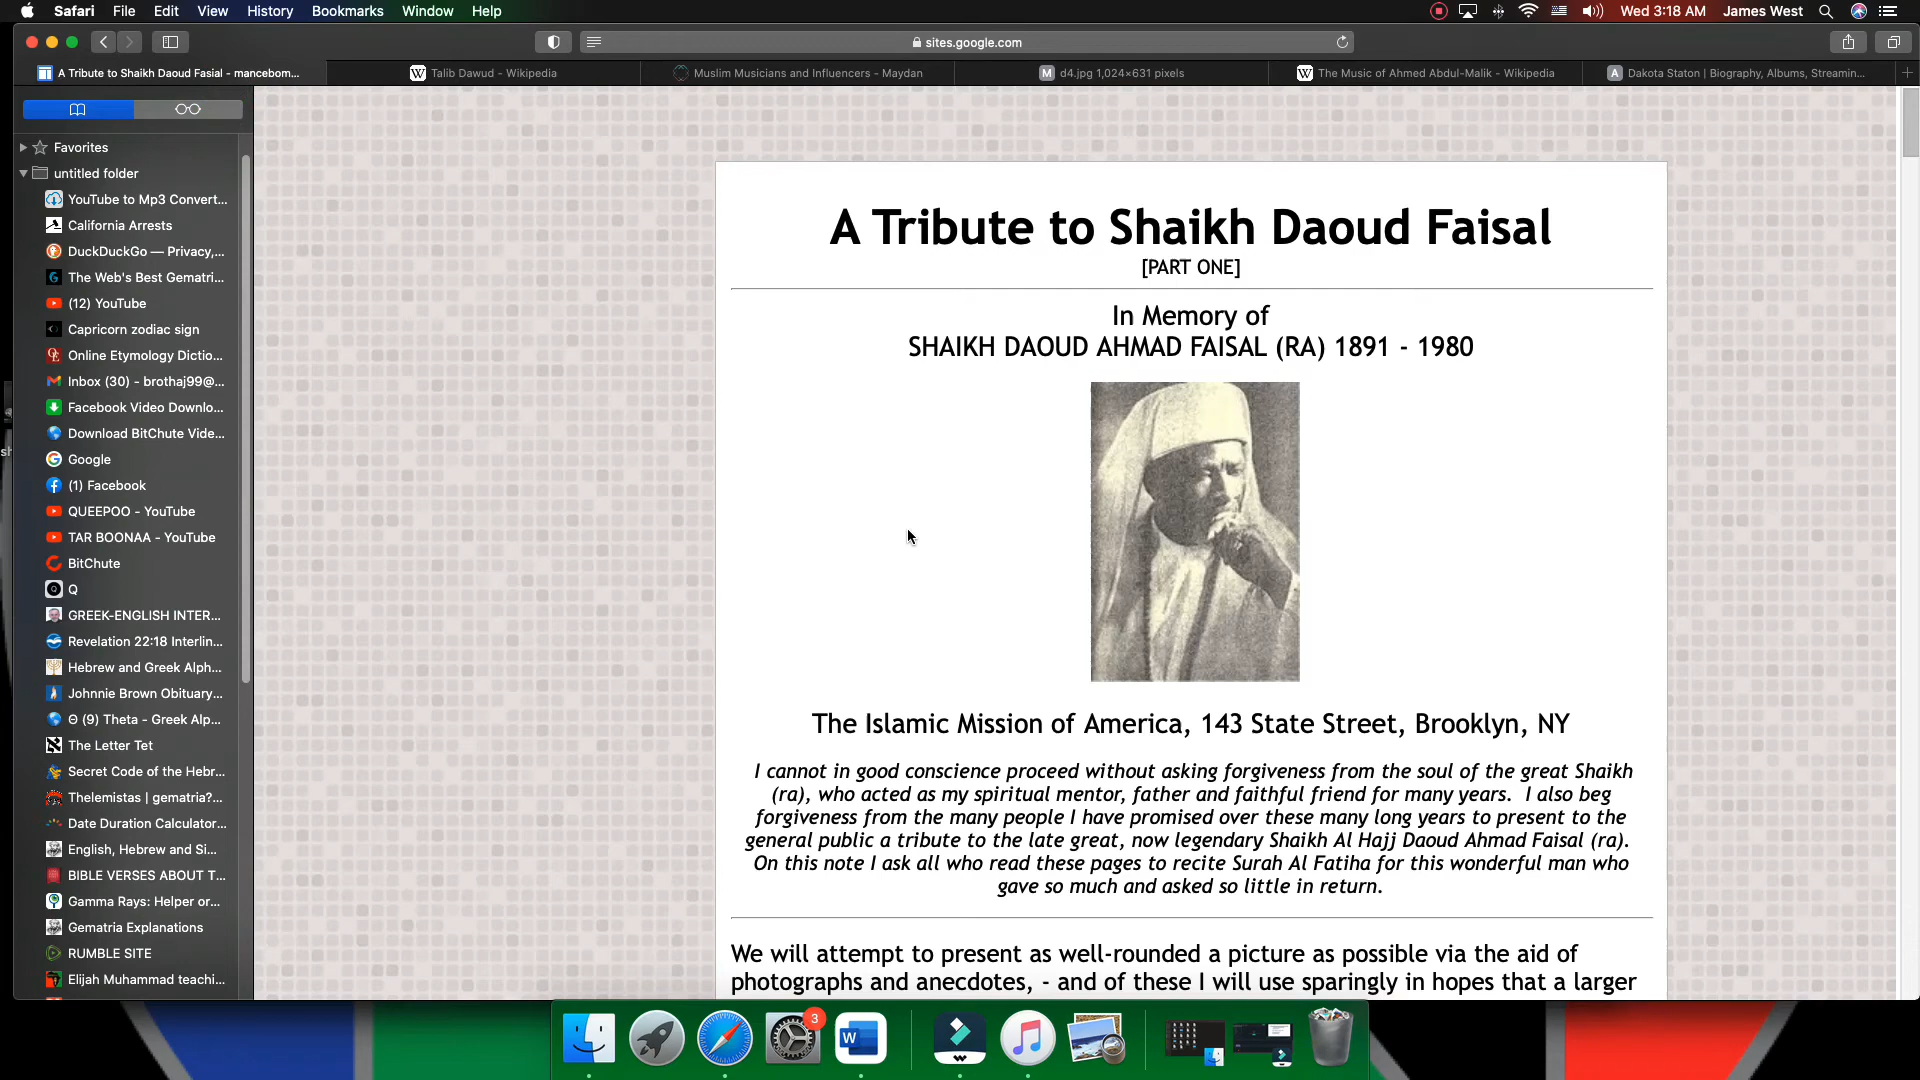 Safari File Edit View History Bookmarks Window Help Wed 3:18 AM James West
sites.google.com
A Tribute to Shaikh Daoud Fasial - mancebom...
W Talib Dawud - Wikipedia
Muslim Musicians and Influencers - Maydan
M d4.jpg 1,024×631 pixels
W The Music of Ahmed Abdul-Malik - Wikipedia
A Dakota Staton | Biography, Albums, Streamin...
Favorites
untitled folder
YouTube to Mp3 Convert...
California Arrests
DuckDuckGo — Privacy,...
The Web's Best Gematri...
(12) YouTube
Capricorn zodiac sign
Online Etymology Dictio...
Inbox (30) - brothaj99@...
Facebook Video Downlo...
Download BitChute Vide...
Google
(1) Facebook
QUEEPOO - YouTube
TAR BOONAA - YouTube
BitChute
Q
GREEK-ENGLISH INTER...
Revelation 22:18 Interlin...
Hebrew and Greek Alph...
Johnnie Brown Obituary...
Θ (9) Theta - Greek Alp...
The Letter Tet
Secret Code of the Hebr...
Thelemistas | gematria?...
Date Duration Calculator...
English, Hebrew and Si...
BIBLE VERSES ABOUT T...
Gamma Rays: Helper or...
Gematria Explanations
RUMBLE SITE
Elijah Muhammad teachi...
A Tribute to Shaikh Daoud Faisal
[PART ONE]
In Memory of
SHAIKH DAOUD AHMAD FAISAL (RA) 1891 - 1980
The Islamic Mission of America, 143 State Street, Brooklyn, NY
I cannot in good conscience proceed without asking forgiveness from the soul of the great Shaikh
(ra), who acted as my spiritual mentor, father and faithful friend for many years. I also beg
forgiveness from the many people I have promised over these many long years to present to the
general public a tribute to the late great, now legendary Shaikh Al Hajj Daoud Ahmad Faisal (ra).
On this note I ask all who read these pages to recite Surah Al Fatiha for this wonderful man who
gave so much and asked so little in return.
We will attempt to present as well-rounded a picture as possible via the aid of
photographs and anecdotes, - and of these I will use sparingly in hopes that a larger
3
W